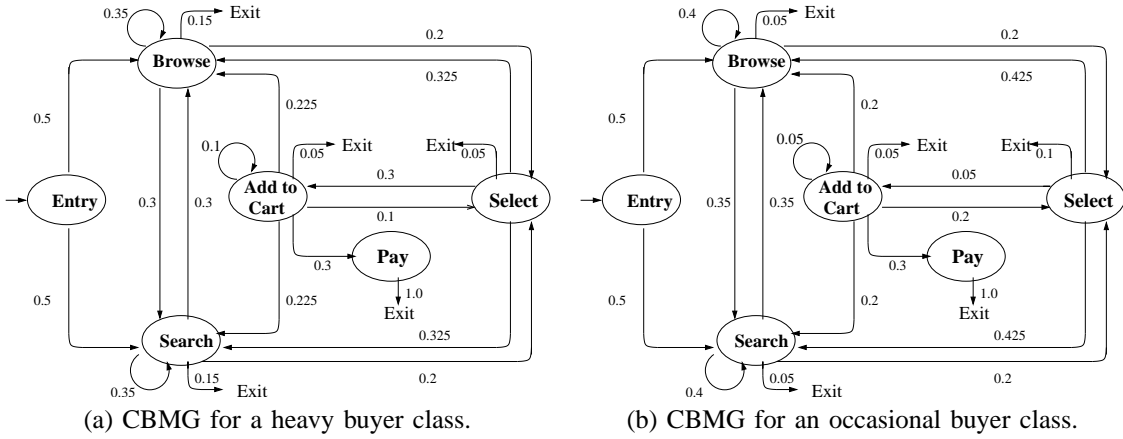 0.35
0.15
Exit
Browse
0.2
0.325
0.5
0.225
0.1
Exit
0.05
Exit
0.05
Entry
Add to
Cart
0.3
Select
0.3
0.3
0.1
Pay
0.3
1.0
Exit
0.5
0.225
Search
0.325
0.35
0.15
Exit
0.2
(a) CBMG for a heavy buyer class.
0.4
0.05
Exit
Browse
0.2
0.425
0.5
0.2
0.05
Exit
0.05
Exit
0.1
Entry
Add to
Cart
0.05
Select
0.35
0.35
0.2
Pay
0.3
1.0
Exit
0.5
0.2
Search
0.425
0.4
0.05
Exit
0.2
(b) CBMG for an occasional buyer class.